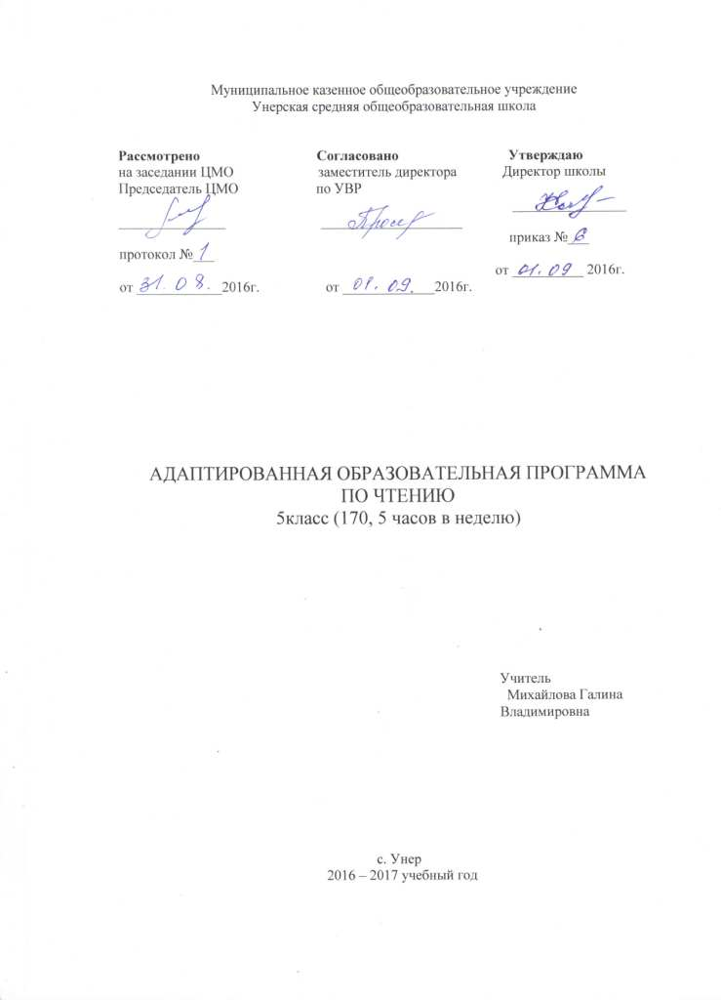 Муниципальное казенное общеобразовательное учреждение
Унерская средняя общеобразовательная школа
Рассмотрено Согласовано Утверждаю
на заседании ЦМО заместитель директора Директор школы
Председатель ЦМО по УВР
приказ № 6
протокол № 1
от 01.09 2016г.
от 31.08. 2016г. от 01.09. 2016г.
АДАПТИРОВАННАЯ ОБРАЗОВАТЕЛЬНАЯ ПРОГРАММА
ПО ЧТЕНИЮ
5класс (170, 5 часов в неделю)
Учитель
Михайлова Галина
Владимировна
с. Унер
2016 – 2017 учебный год